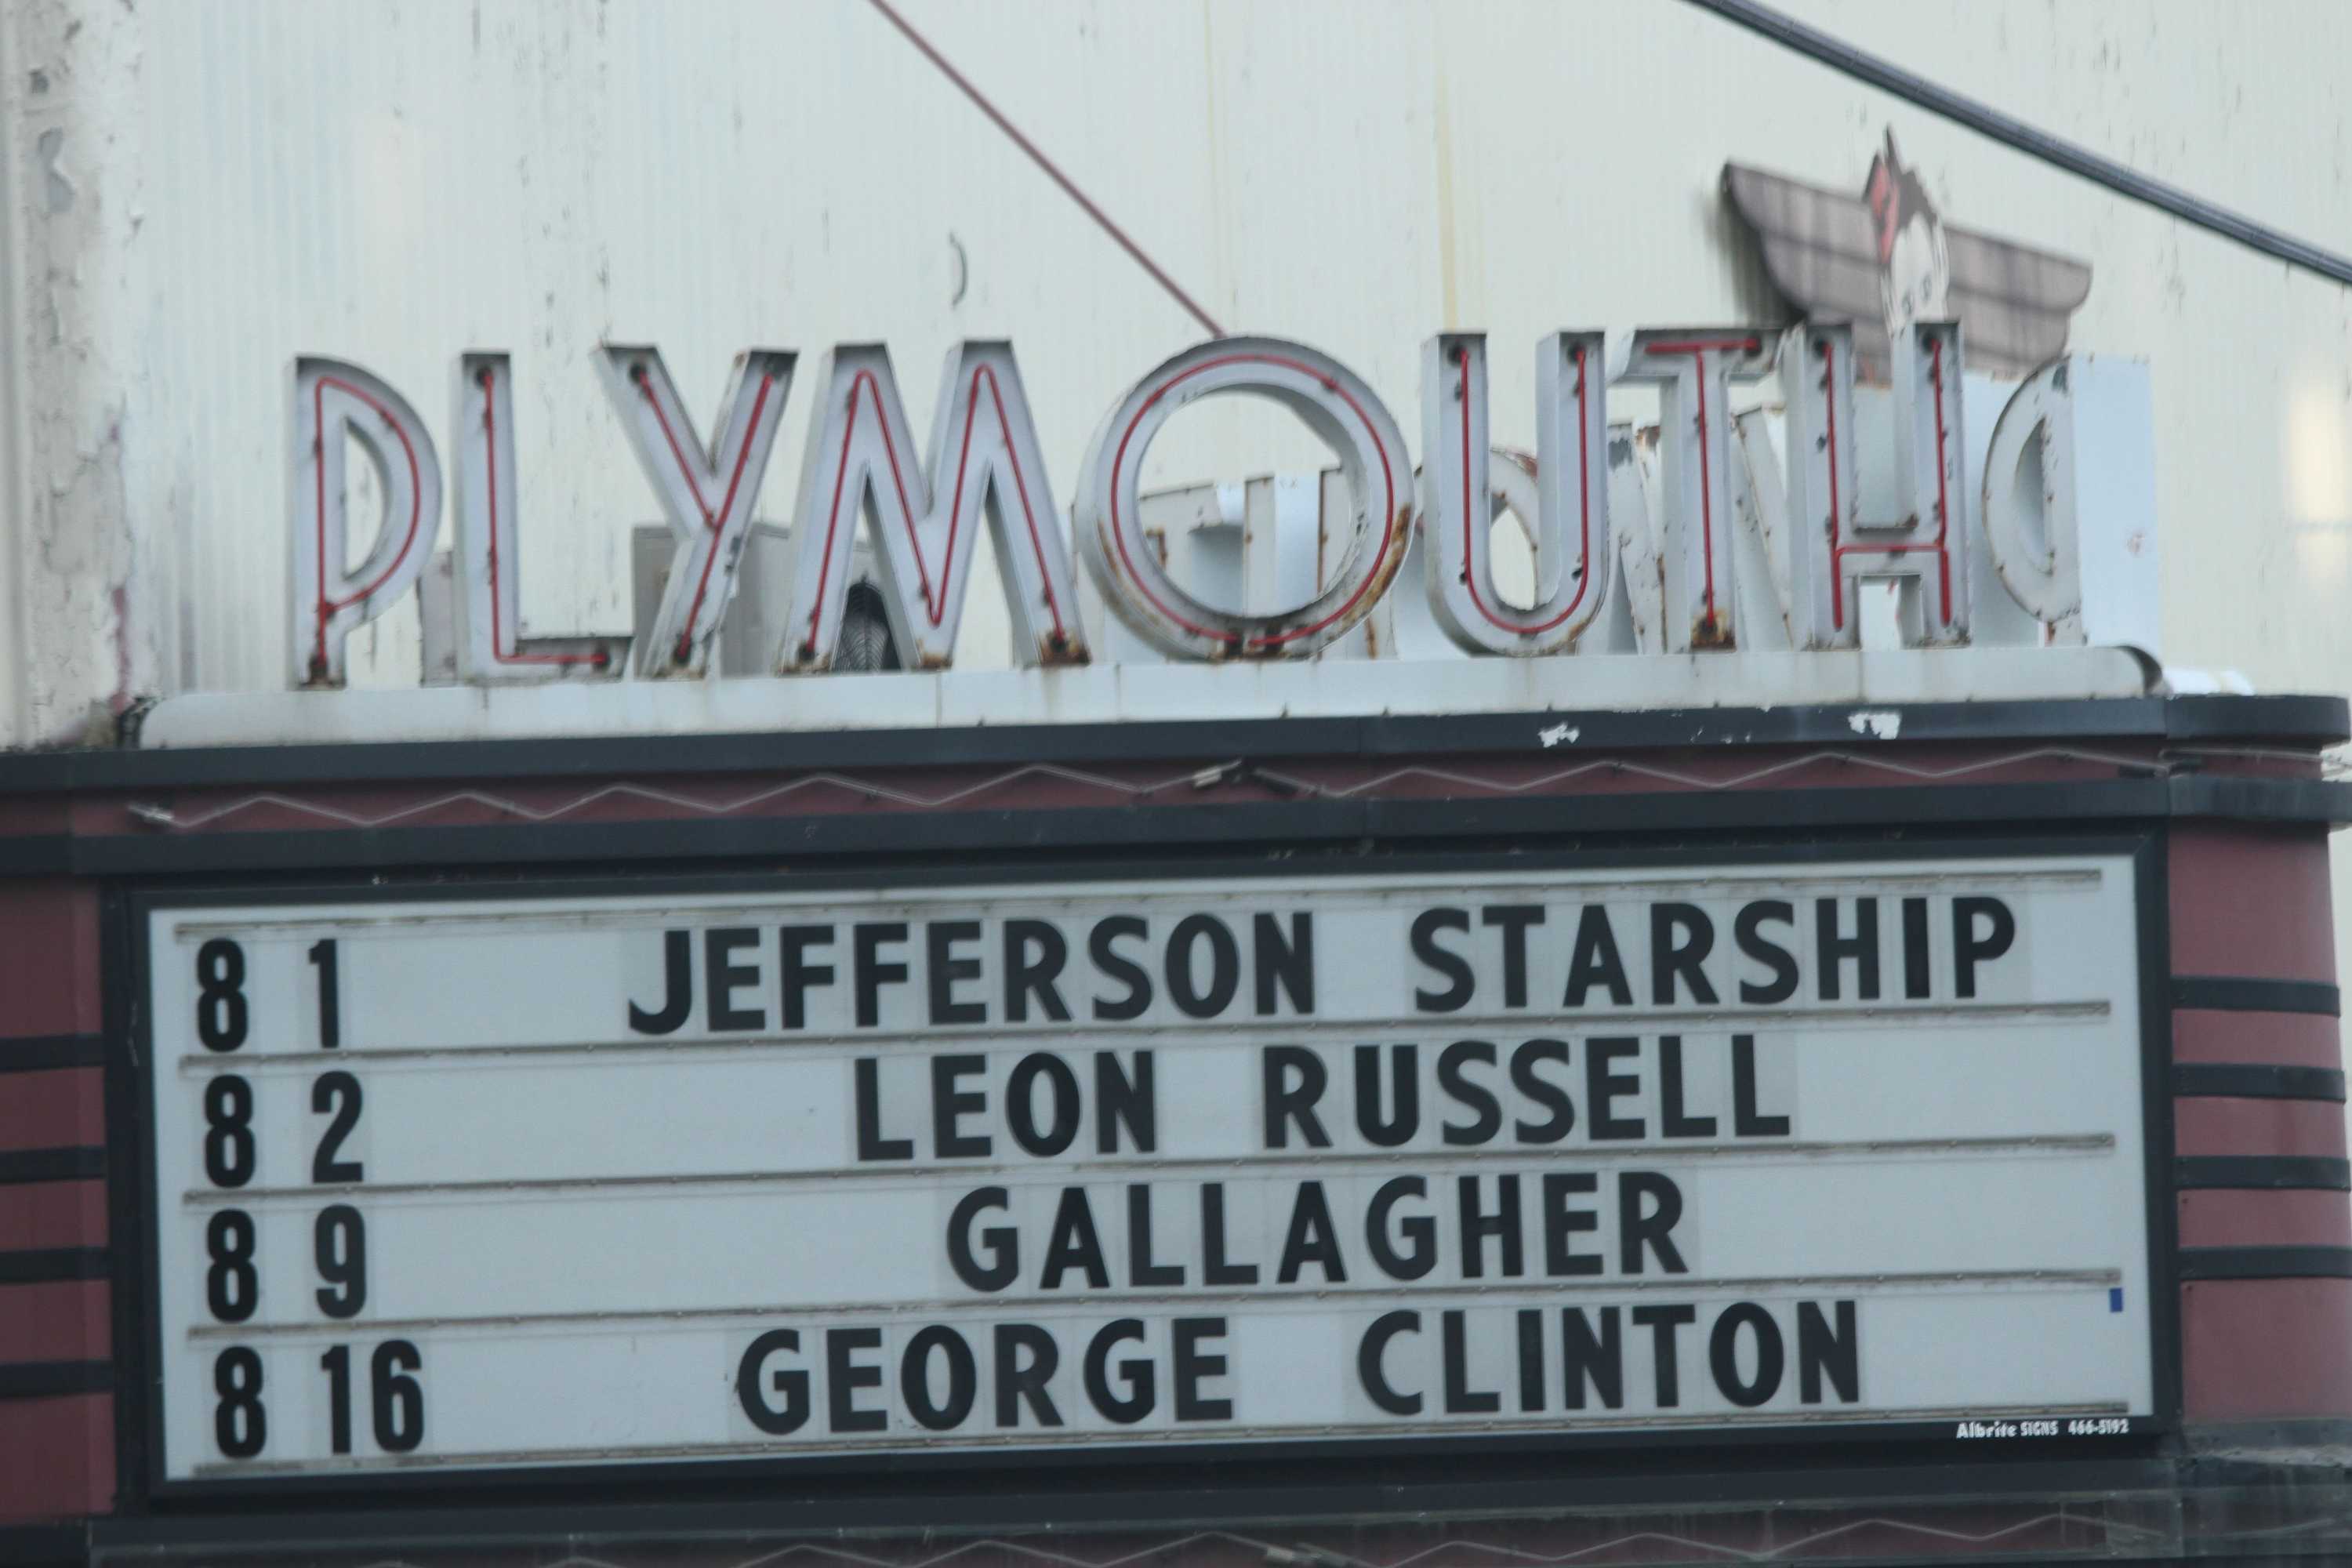 PLYMOUTH
8 1 JEFFERSON STARSHIP
8 2 LEON RUSSELL
8 9 GALLAGHER
8 16 GEORGE CLINTON
Albrite SIGNS 466-5192